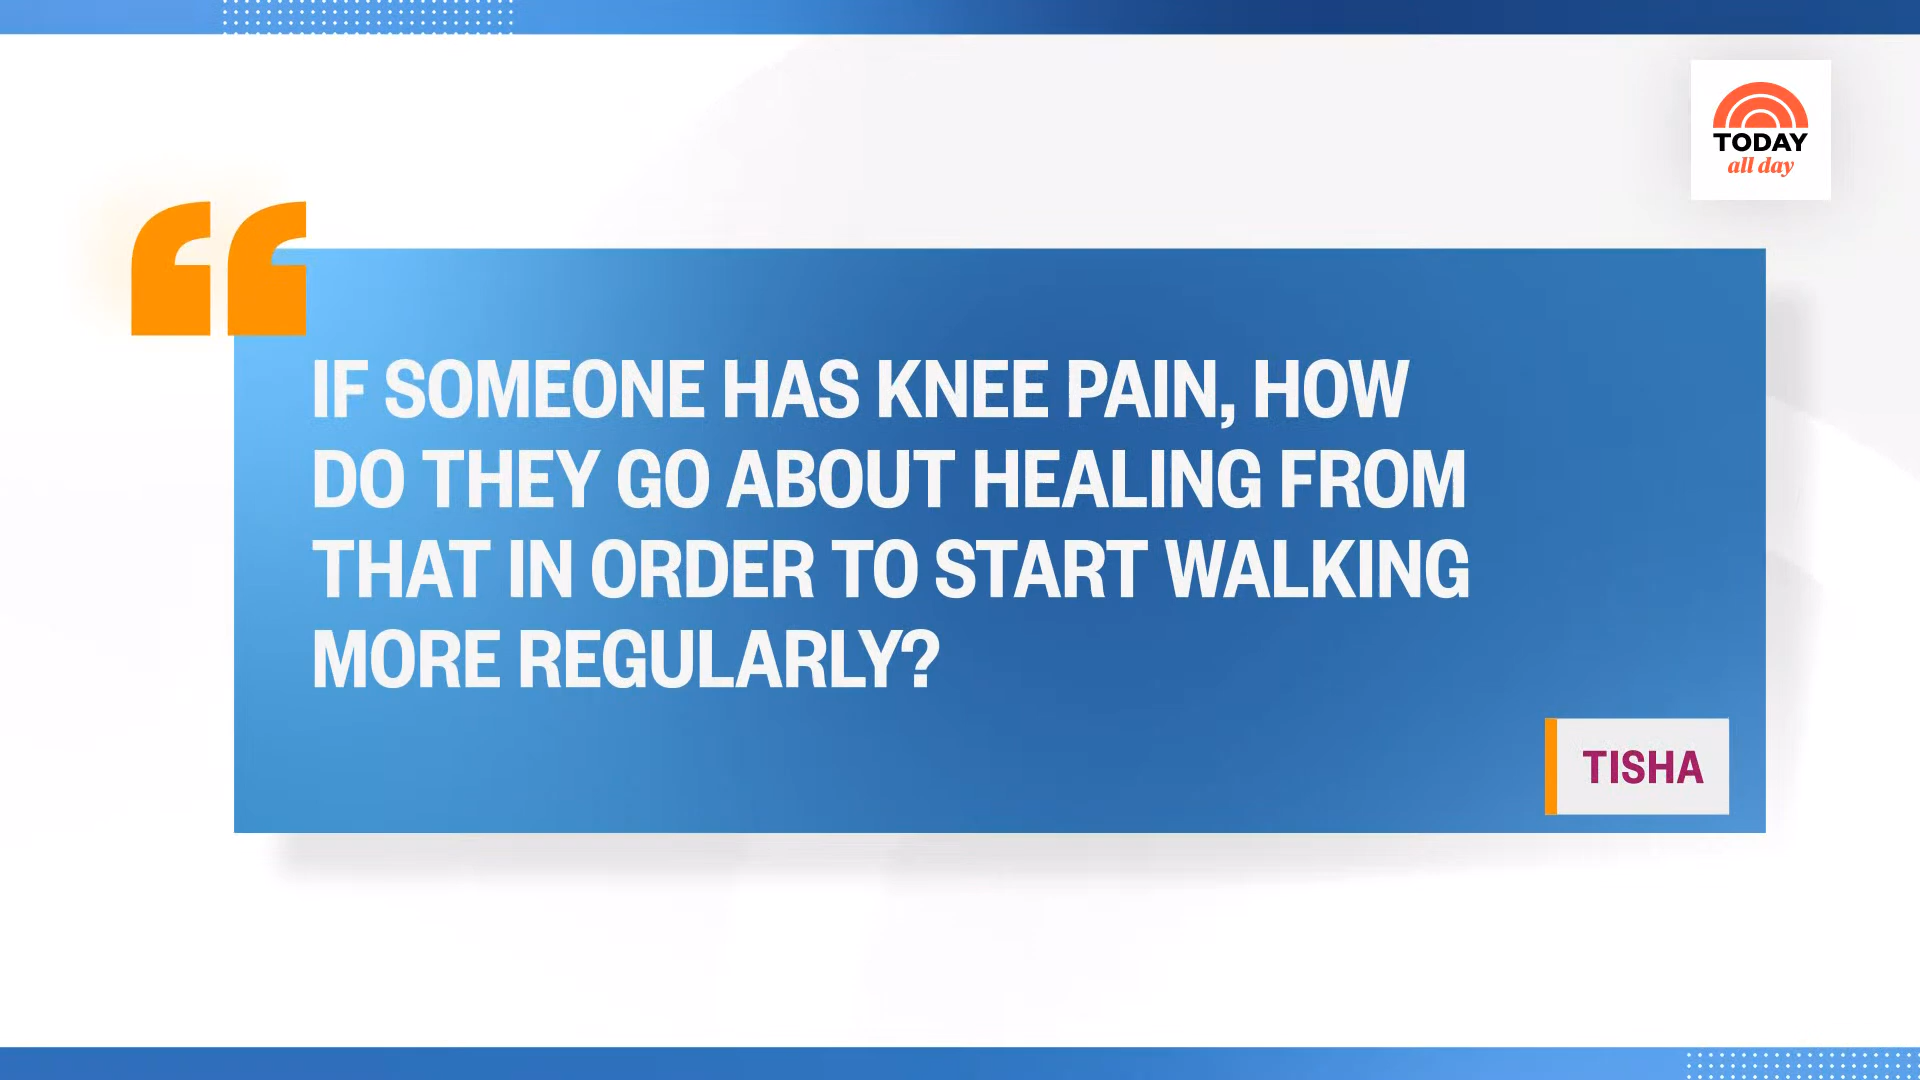 TODAY
all day
IF SOMEONE HAS KNEE PAIN, HOW
DO THEY GO ABOUT HEALING FROM
THAT IN ORDER TO START WALKING
MORE REGULARLY?
TISHA